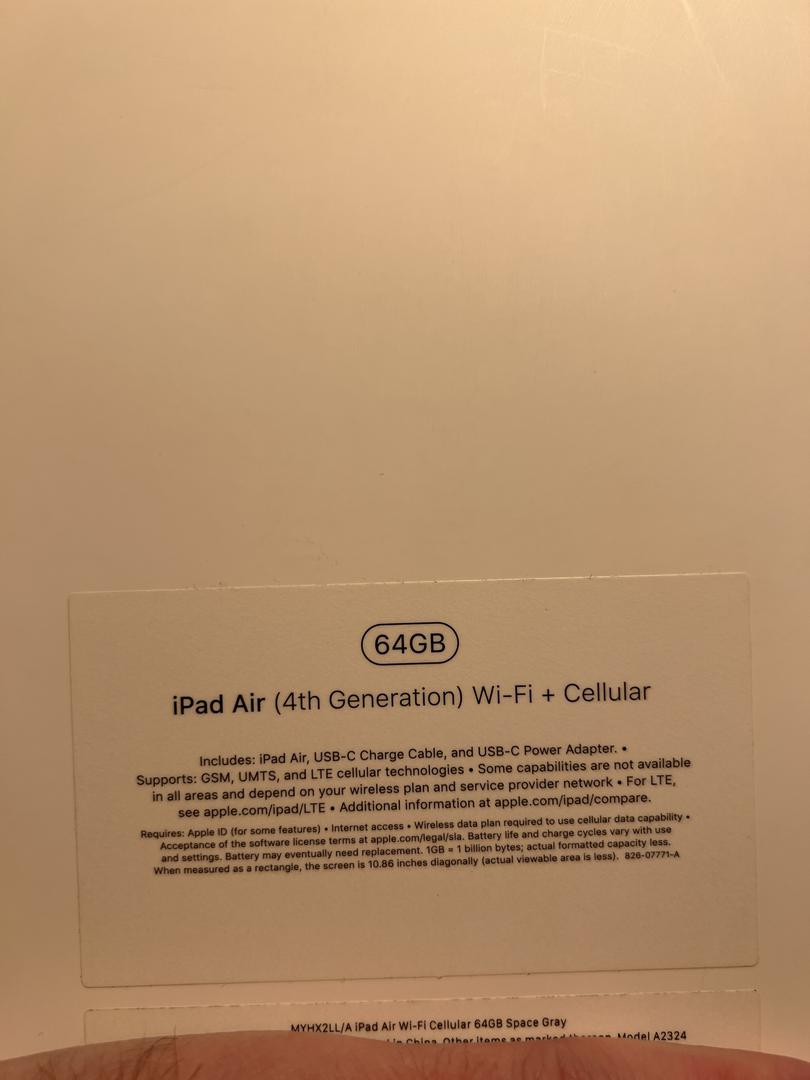 64GB
iPad Air (4th Generation) Wi-Fi + Cellular
Includes: iPad Air, USB-C Charge Cable, and USB-C Power Adapter. •
Supports: GSM, UMTS, and LTE cellular technologies • Some capabilities are not available
in all areas and depend on your wireless plan and service provider network • For LTE,
see apple.com/ipad/LTE • Additional information at apple.com/ipad/compare.
Requires: Apple ID (for some features) • Internet access • Wireless data plan required to use cellular data capability •
Acceptance of the software license terms at apple.com/legal/sla. Battery life and charge cycles vary with use
and settings. Battery may eventually need replacement. 1GB = 1 billion bytes; actual formatted capacity less.
When measured as a rectangle, the screen is 10.86 inches diagonally (actual viewable area is less). 826-07771-A
MYHX2LL/A iPad Air Wi-Fi Cellular 64GB Space Gray
in China. Other items as marked thereon. Model A2324